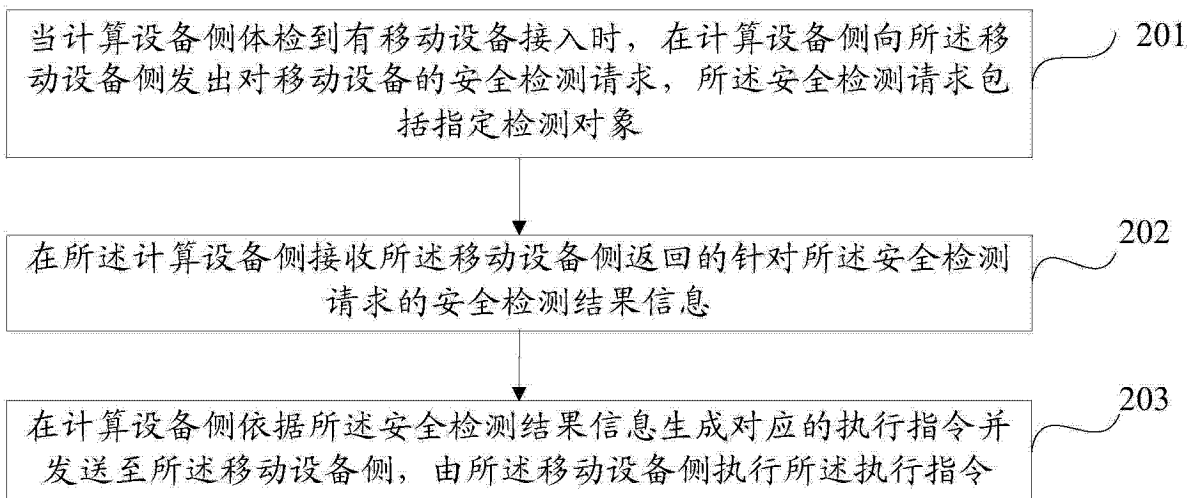 当计算设备侧体检到有移动设备接入时，在计算设备侧向所述移
动设备侧发出对移动设备的安全检测请求，所述安全检测请求包
括指定检测对象
201
在所述计算设备侧接收所述移动设备侧返回的针对所述安全检测
请求的安全检测结果信息
202
在计算设备侧依据所述安全检测结果信息生成对应的执行指令并
发送至所述移动设备侧，由所述移动设备侧执行所述执行指令
203